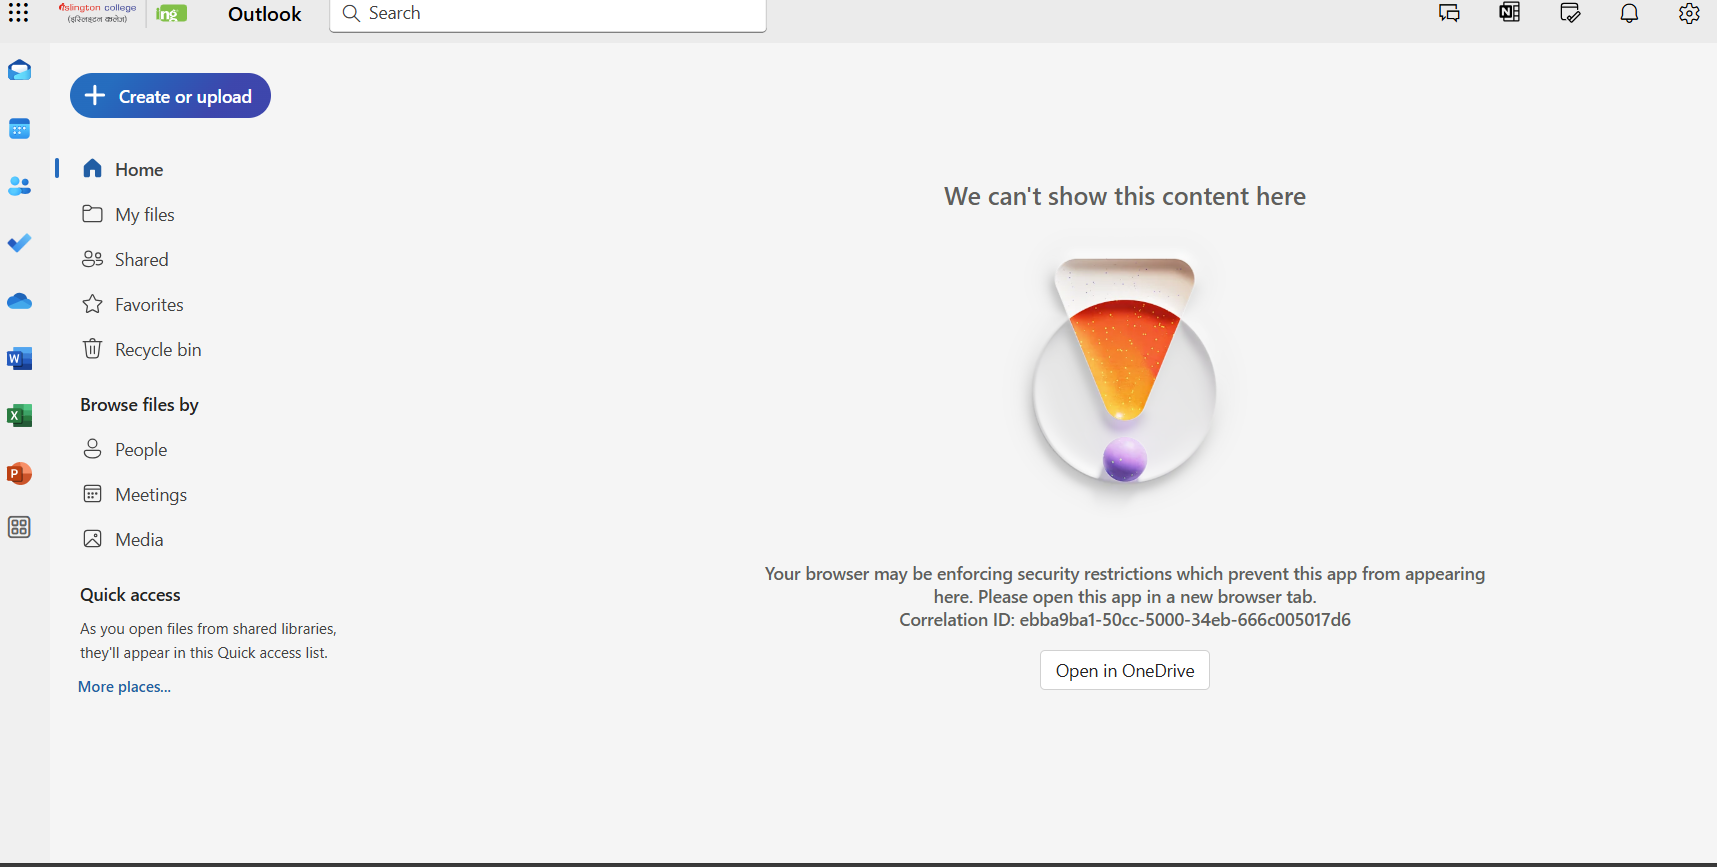 islington college
(इस्लिङ्टन कलेज)
ing
Outlook
Search
N
Create or upload
Home
My files
Shared
Favorites
Recycle bin
Browse files by
People
Meetings
Media
Quick access
As you open files from shared libraries,
they'll appear in this Quick access list.
More places...
W
X
P
We can't show this content here
Your browser may be enforcing security restrictions which prevent this app from appearing
here. Please open this app in a new browser tab.
Correlation ID: ebba9ba1-50cc-5000-34eb-666c005017d6
Open in OneDrive